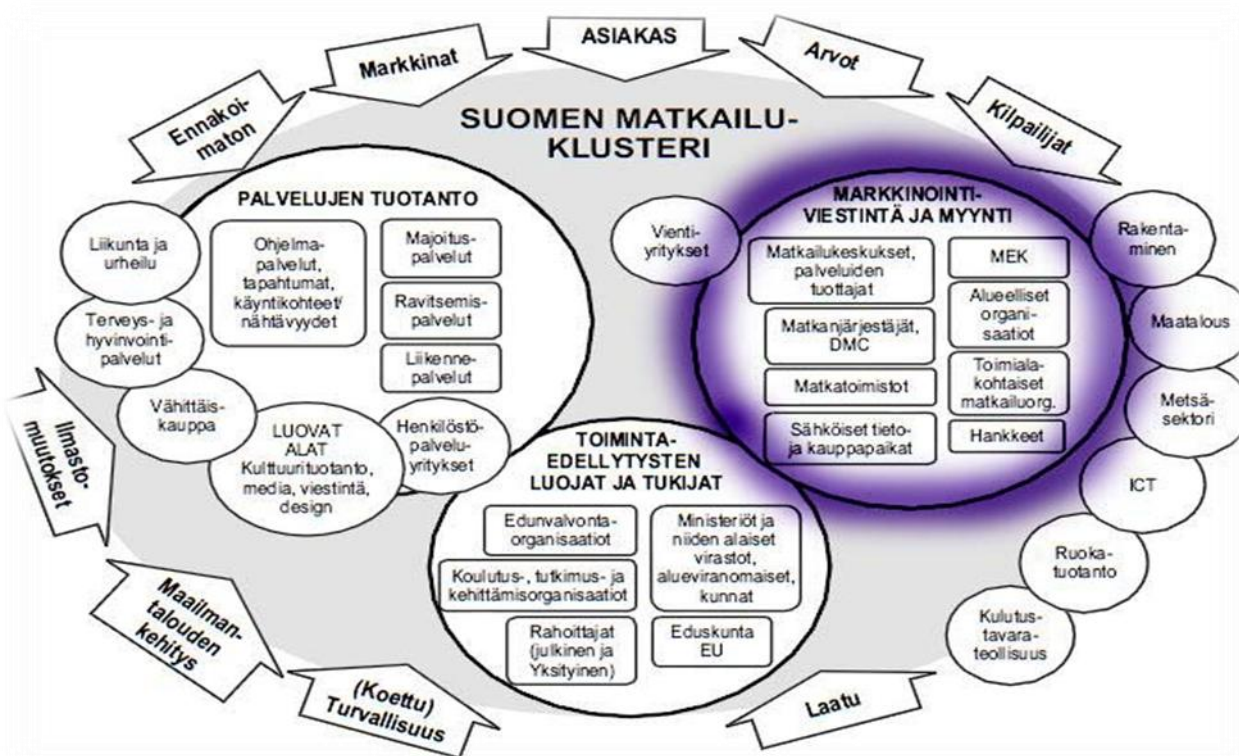 ASIAKAS
Markkinat
Arvot
Ennakoi-
maton
Kilpailijat
SUOMEN MATKAILU-
KLUSTERI
PALVELUJEN TUOTANTO
Ohjelma-
palvelut,
tapahtumat,
käyntikohteet/
nähtävyydet
Majoitus-
palvelut
Ravitsemis-
palvelut
Liikenne-
palvelut
Liikunta ja
urheilu
Terveys- ja
hyvinvointi-
palvelut
Vähittäis-
kauppa
LUOVAT
ALAT
Kulttuurituotanto,
media, viestintä,
design
Henkilöstö-
palvelu-
yritykset
Vienti-
yritykset
MARKKINOINTI-
VIESTINTÄ JA MYYNTI
Matkailukeskukset,
palveluiden
tuottajat
Matkanjärjestäjät,
DMC
Matkatoimistot
Sähköiset tieto-
ja kauppapaikat
MEK
Alueelliset
organi-
saatiot
Toimiala-
kohtaiset
matkailuorg.
Hankkeet
Rakenta-
minen
Maatalous
Metsä-
sektori
ICT
Ruoka-
tuotanto
Kulutus-
tavara-
teollisuus
TOIMINTA-
EDELLYTYSTEN
LUOJAT JA TUKIJAT
Edunvalvonta-
organisaatiot
Koulutus-, tutkimus- ja
kehittämisorganisaatiot
Rahoittajat
(julkinen ja
Yksityinen)
Ministeriöt ja
niiden alaiset
virastot,
alueviranomaiset,
kunnat
Eduskunta
EU
Ilmasto-
muutokset
Maailman-
talouden
kehitys
(Koettu)
Turvallisuus
Laatu